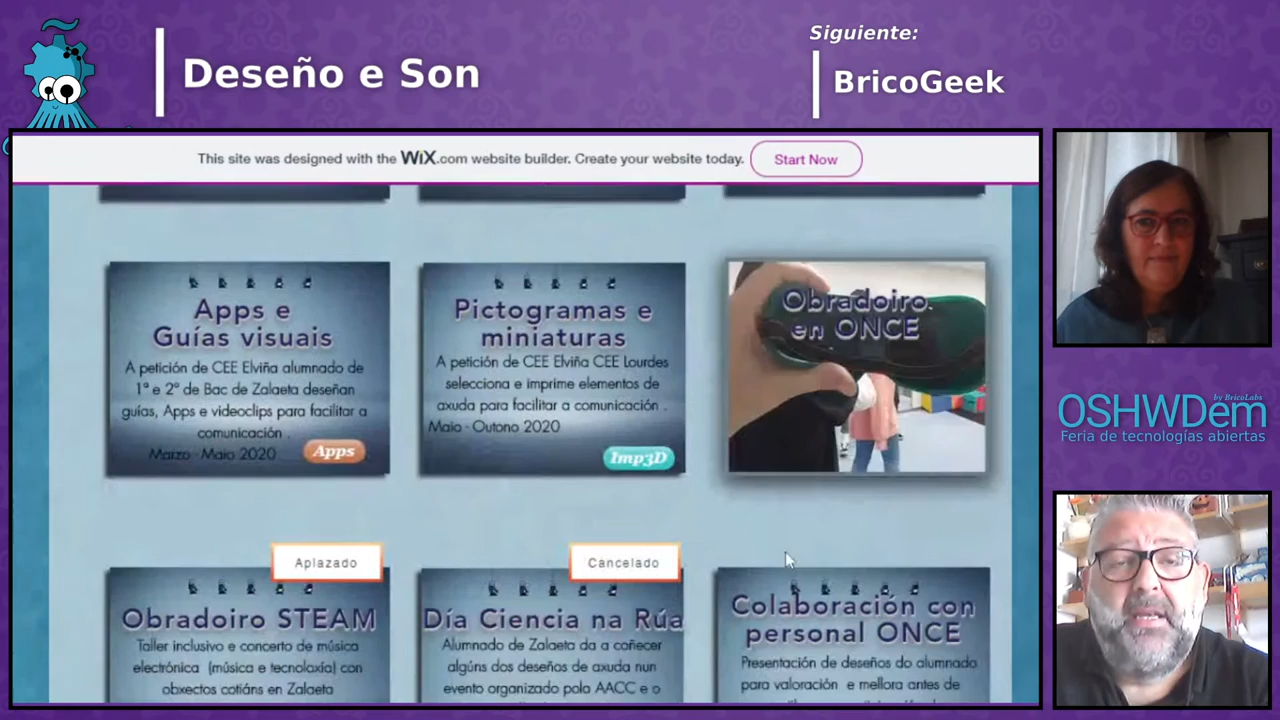 Deseño e Son
Siguiente:
BricoGeek
This site was designed with the WiX.com website builder. Create your website today.
Start Now
Apps e
Guías visuais
A petición de CEE Elviña alumnado de
1º e 2º de Bac de Zalaeta deseñan
guías, Apps e videoclips para facilitar a
comunicación .
Marzo - Maio 2020
Apps
Pictogramas e
miniaturas
A petición de CEE Elviña CEE Lourdes
selecciona e imprime elementos de
axuda para facilitar a comunicación .
Maio - Outono 2020
Imp3D
Obradoiro
en ONCE
Aplazado
Obradoiro STEAM
Taller inclusivo e concerto de música
electrónica (música e tecnoloxía) con
obxectos cotiáns en Zalaeta
Cancelado
Día Ciencia na Rúa
Alumnado de Zalaeta da a coñecer
algúns dos deseños de axuda nun
evento organizado pola AACC e o
Colaboración con
personal ONCE
Presentación de deseños do alumnado
para valoración e mellora antes de
by BricoLabs
OSHWDem
Feria de tecnologías abiertas